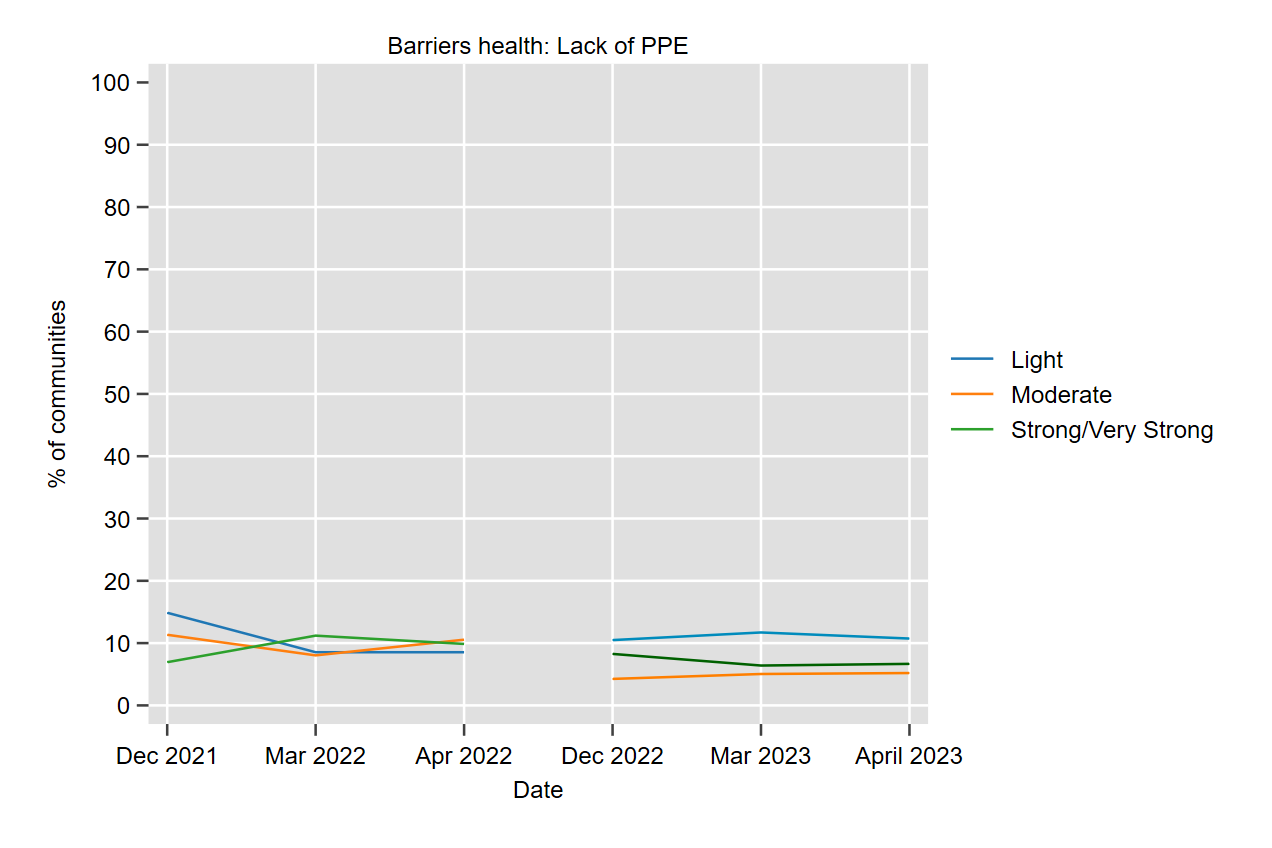 Barriers health: Lack of PPE
100
90
80
70
60
50
40
30
20
10
0
% of communities
Dec 2021 Mar 2022 Apr 2022 Dec 2022 Mar 2023 April 2023
Date
Light
Moderate
Strong/Very Strong